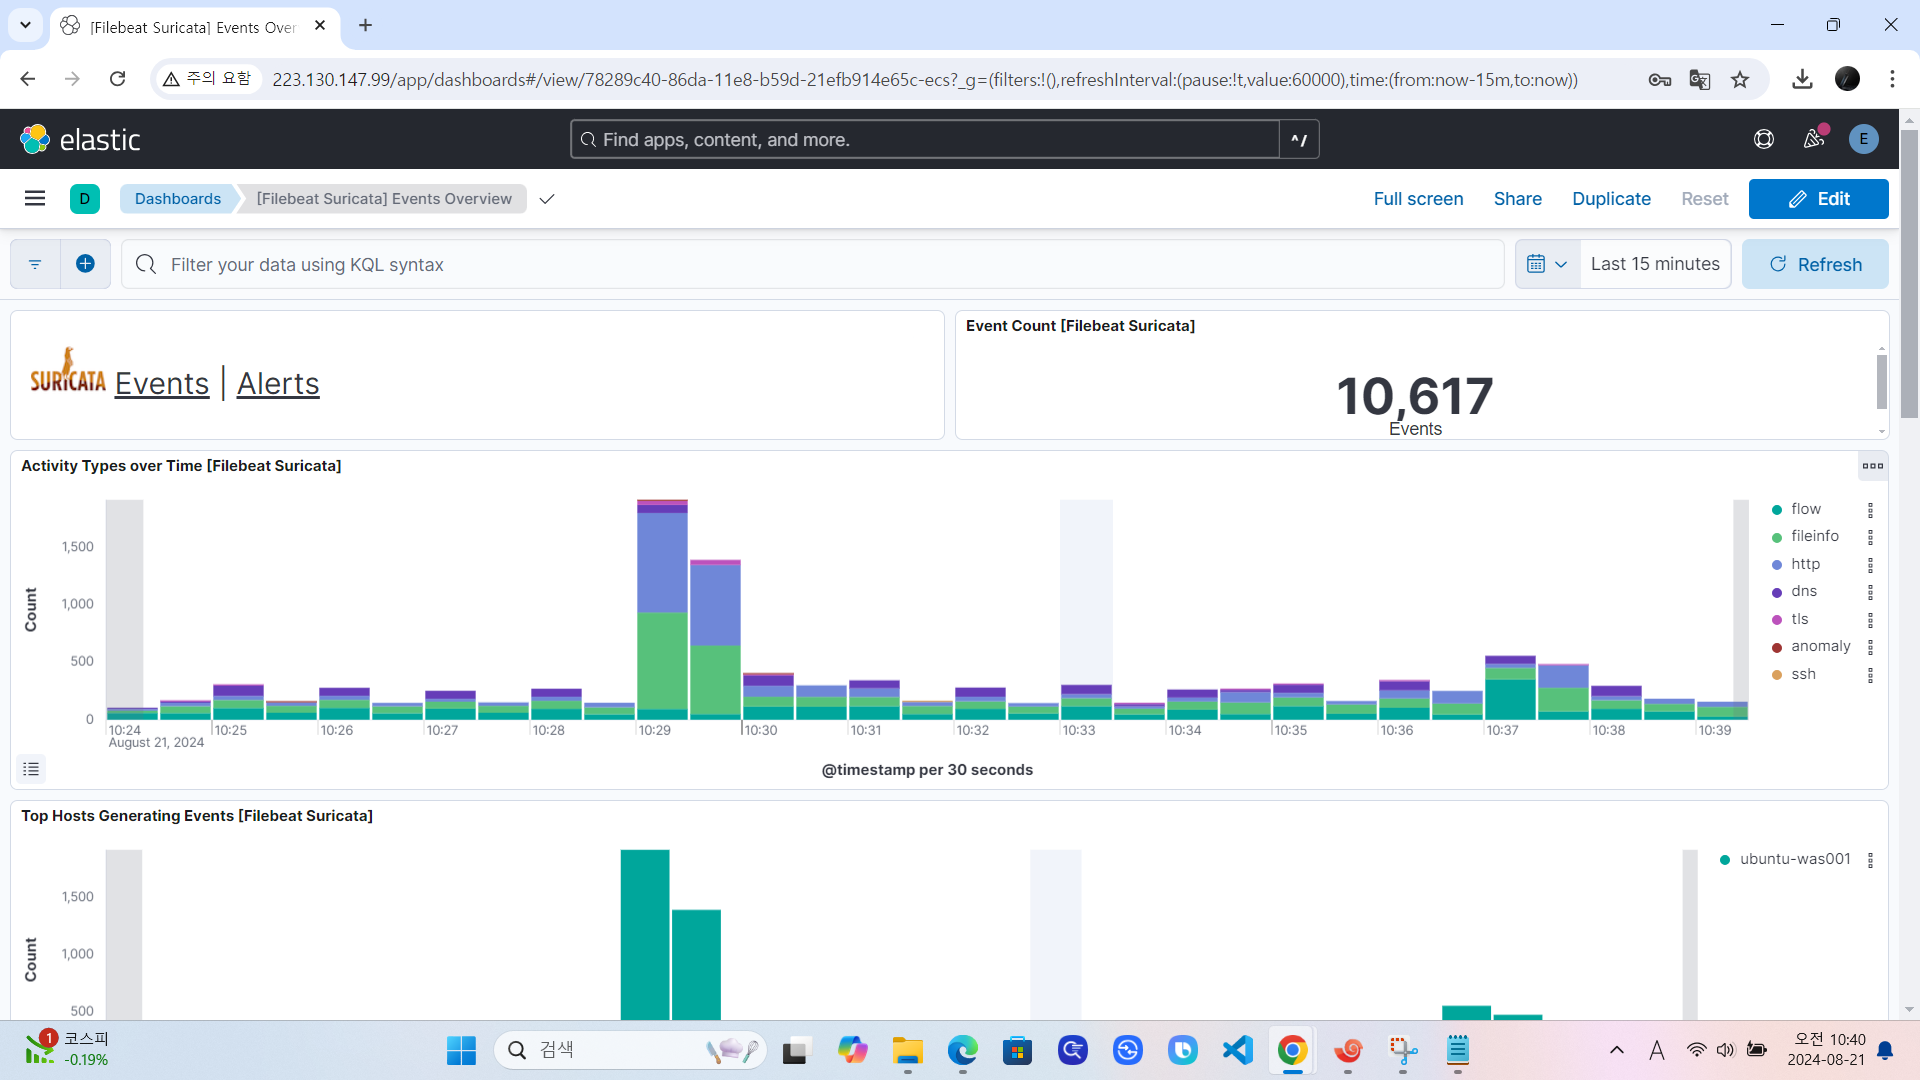 [Filebeat Suricata] Events Over
주의 요함
223.130.147.99/app/dashboards#/view/78289c40-86da-11e8-b59d-21efb914e65c-ecs?_g=(filters:!(),refreshInterval:(pause:!t,value:60000),time:(from:now-15m,to:now))
elastic
Find apps, content, and more.
^/
E
D
Dashboards
[Filebeat Suricata] Events Overview
Full screen
Share
Duplicate
Reset
Edit
Filter your data using KQL syntax
Last 15 minutes
Refresh
SURICATA
Events | Alerts
Event Count [Filebeat Suricata]
10,617
Events
Activity Types over Time [Filebeat Suricata]
Count
1,500
1,000
500
0
10:24
10:25
10:26
10:27
10:28
10:29
10:30
10:31
10:32
10:33
10:34
10:35
10:36
10:37
10:38
10:39
August 21, 2024
@timestamp per 30 seconds
flow
fileinfo
http
dns
tls
anomaly
ssh
Top Hosts Generating Events [Filebeat Suricata]
Count
1,500
1,000
500
ubuntu-was001
1
코스피
-0.19%
검색
A
오전 10:40
2024-08-21